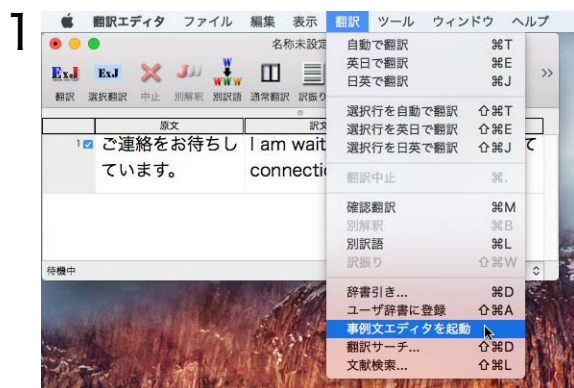 1
翻訳エディタ ファイル 編集 表示 翻訳 ツール ウィンドウ ヘルプ
名称未設定
ExJ ExJ JJJ W WWW >>
翻訳 選択翻訳 中止 別解釈 別訳語 通常翻訳 訳振り
原文 訳文
1 ご連絡をお待ちし I am wait て
ています。 connecti
待機中
自動で翻訳 ⌘T
英日で翻訳 ⌘E
日英で翻訳 ⌘J
選択行を自動で翻訳 ⇧⌘T
選択行を英日で翻訳 ⇧⌘E
選択行を日英で翻訳 ⇧⌘J
翻訳中止 ⌘.
確認翻訳 ⌘M
別解釈 ⌘B
別訳語 ⌘L
訳振り ⇧⌘W
辞書引き... ⌘D
ユーザ辞書に登録 ⇧⌘A
事例文エディタを起動
翻訳サーチ... ⇧⌘D
文献検索... ⇧⌘L